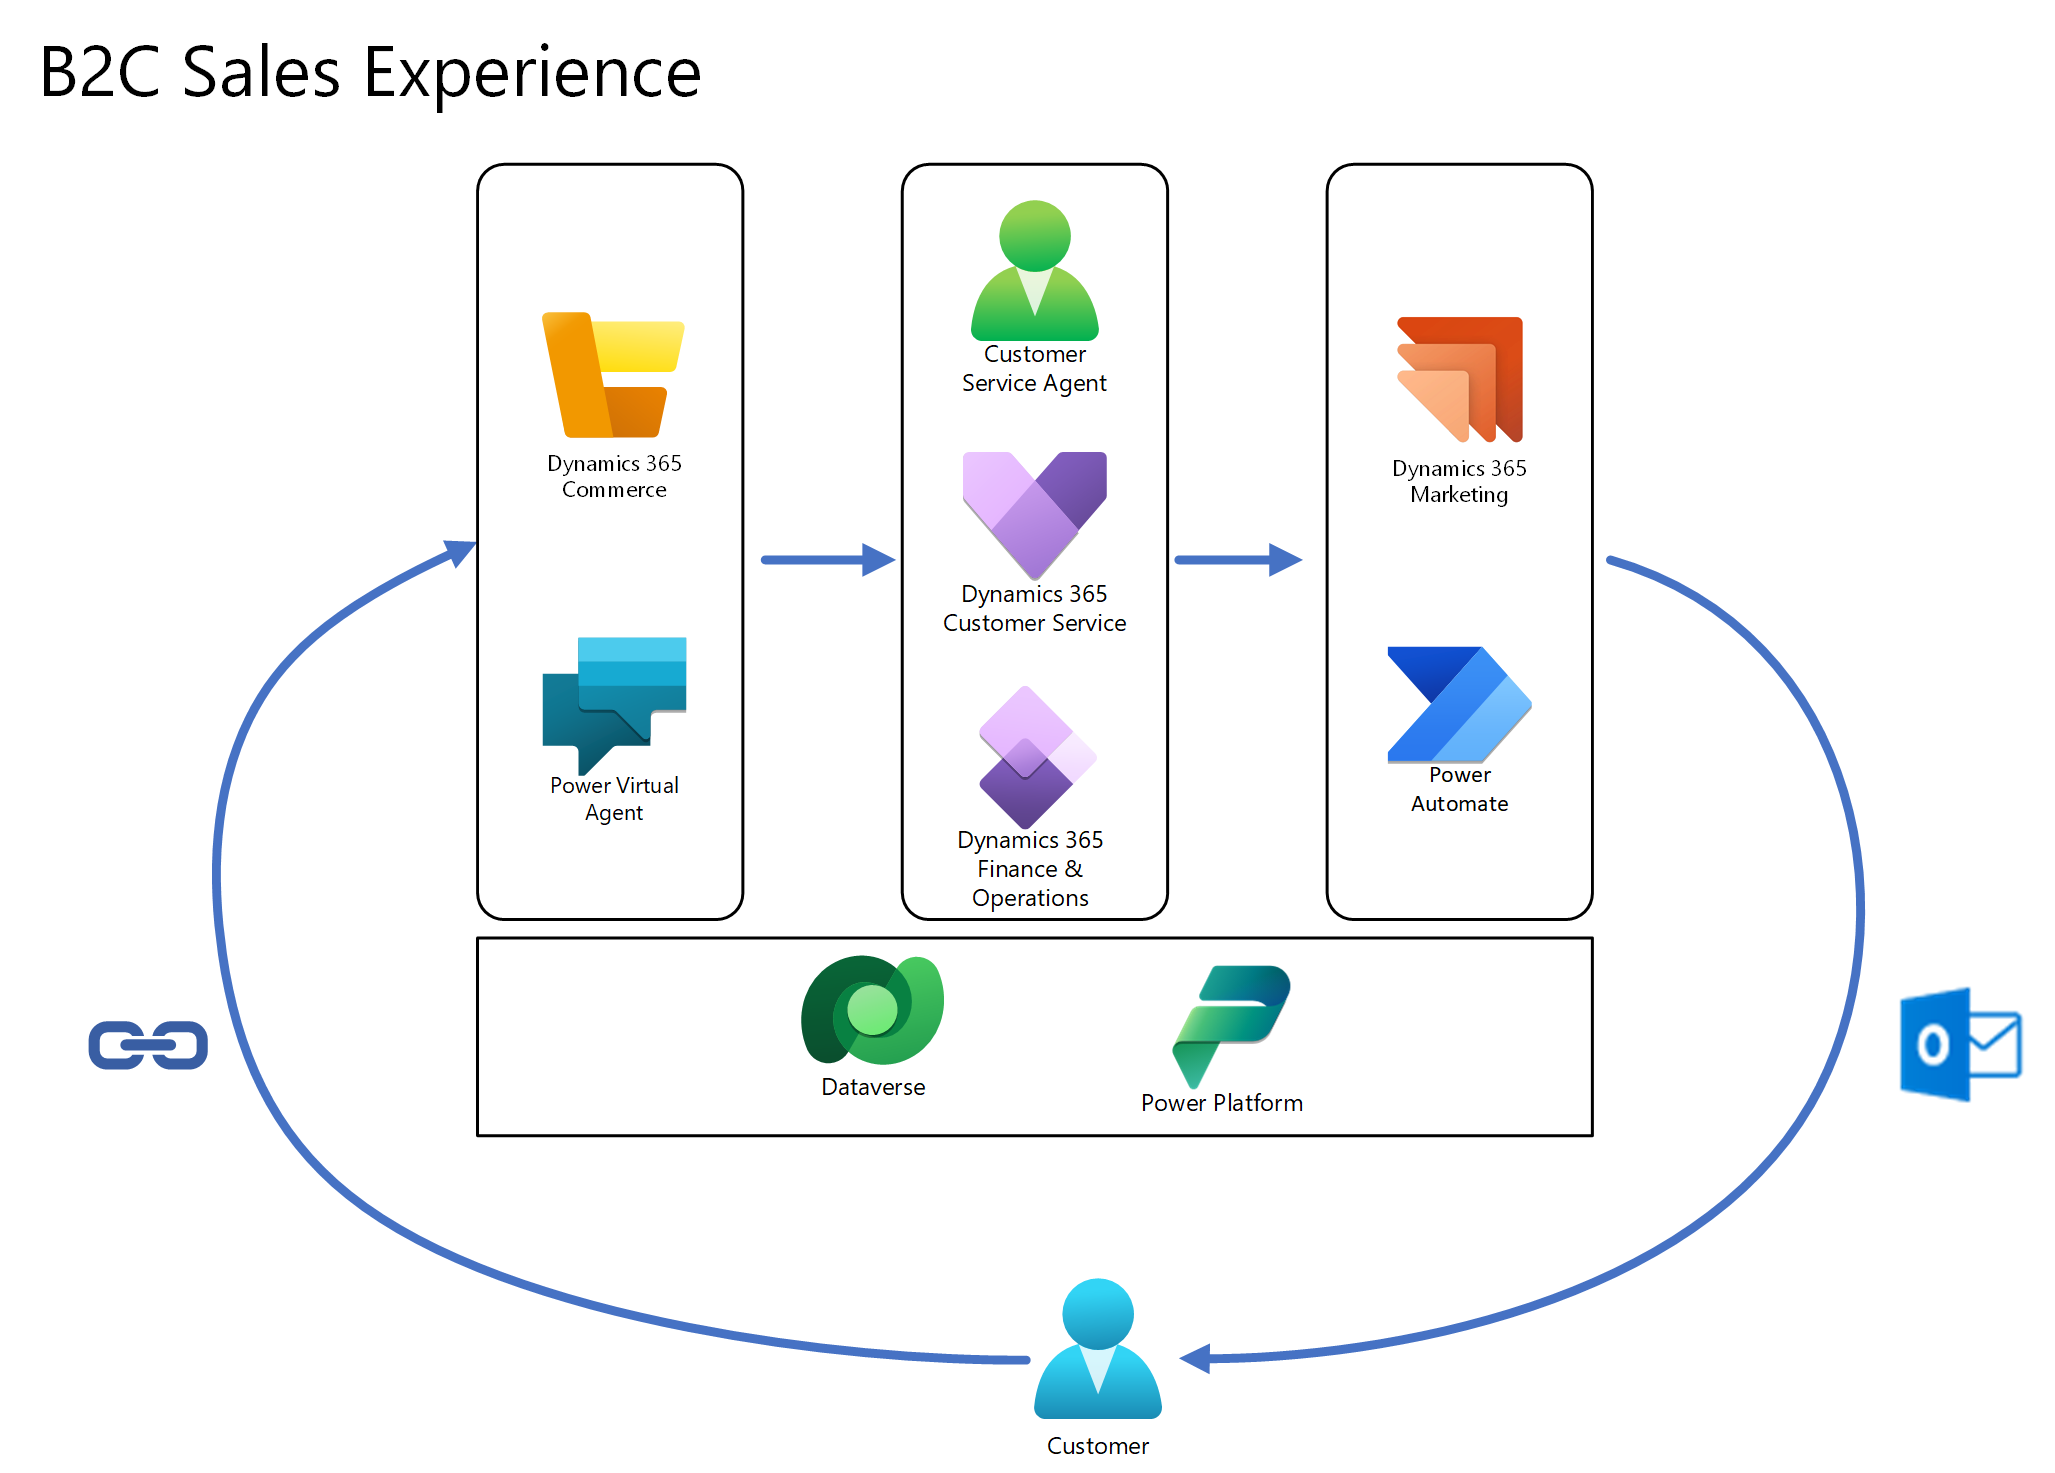 B2C Sales Experience
Dynamics 365
Commerce
Power Virtual
Agent
Customer
Service Agent
Dynamics 365
Customer Service
Dynamics 365
Finance &
Operations
Dynamics 365
Marketing
Power
Automate
Dataverse
Power Platform
Customer